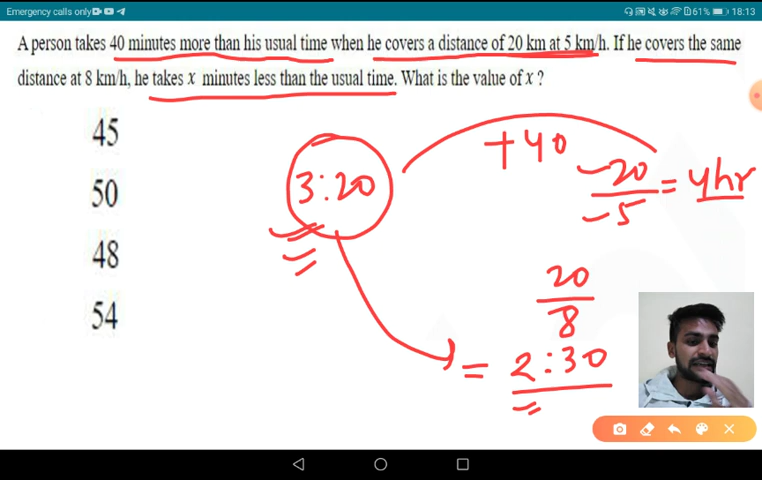 Emergency calls only 61% 18:13
A person takes 40 minutes more than his usual time when he covers a distance of 20 km at 5 km/h. If he covers the same
distance at 8 km/h, he takes x minutes less than the usual time. What is the value of x ?
45
50
48
54
3:20
+40
20
5
= 4hr
20
8
= 2:30